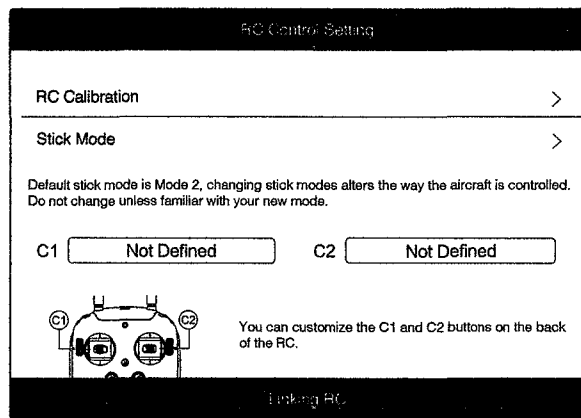 RC Control Setting
RC Calibration
Stick Mode
Default stick mode is Mode 2, changing stick modes alters the way the aircraft is controlled.
Do not change unless familiar with your new mode.
C1 Not Defined C2 Not Defined
C1 C2
You can customize the C1 and C2 buttons on the back
of the RC.
Linking RC